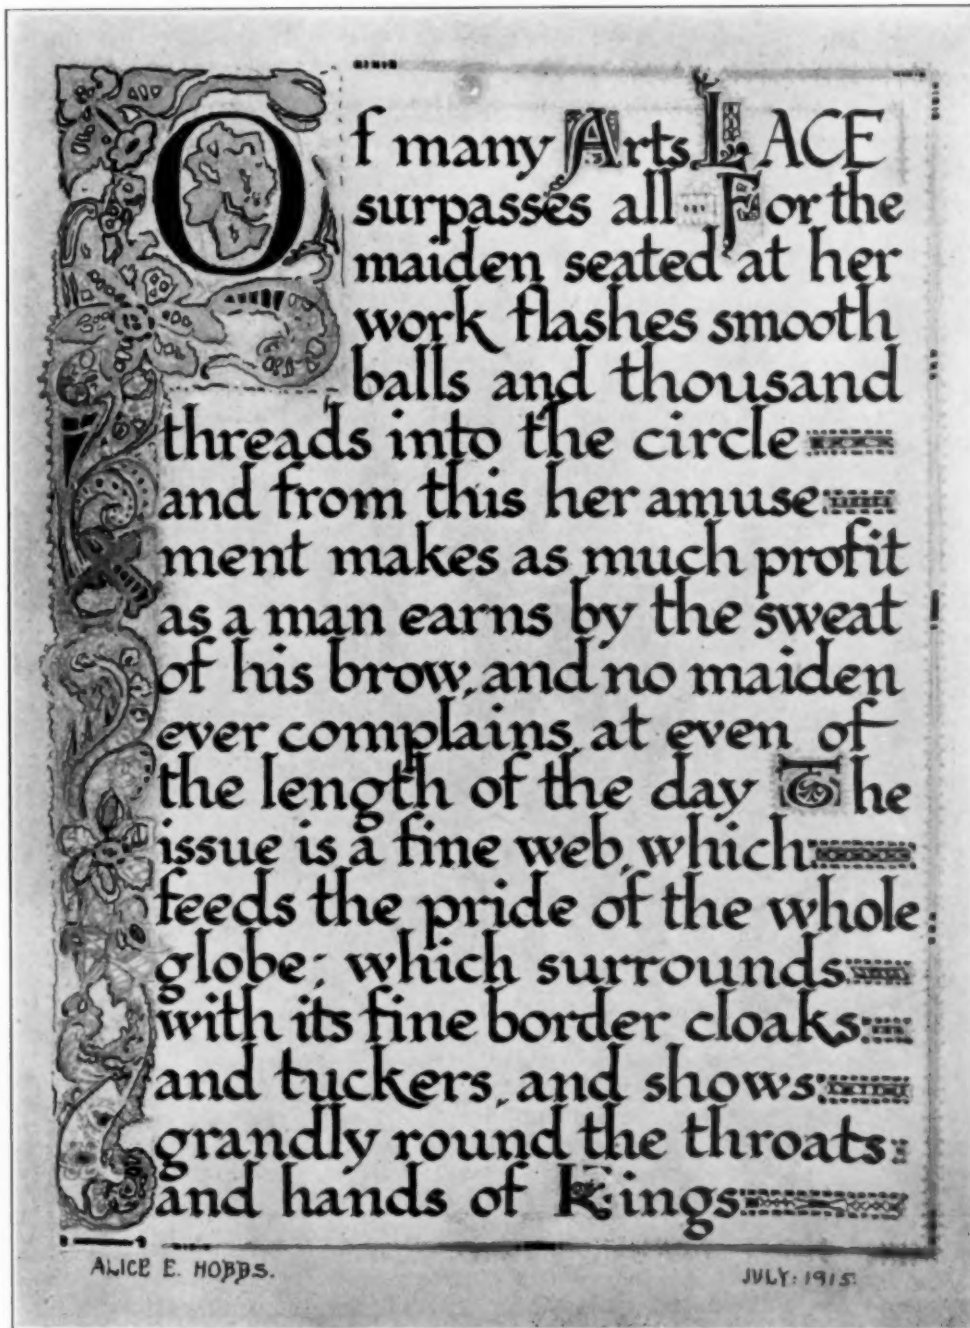 Of many Arts LACE
surpasses all For the
maiden seated at her
work flashes smooth
balls and thousand
threads into the circle
and from this her amuse
ment makes as much profit
as a man earns by the sweat
of his brow, and no maiden
ever complains, at even, of
the length of the day The
issue is a fine web, which
feeds the pride of the whole
globe; which surrounds
with its fine border cloaks
and tuckers, and shows
grandly round the throats
and hands of Kings
ALICE E. HOBBS.
JULY: 1915.